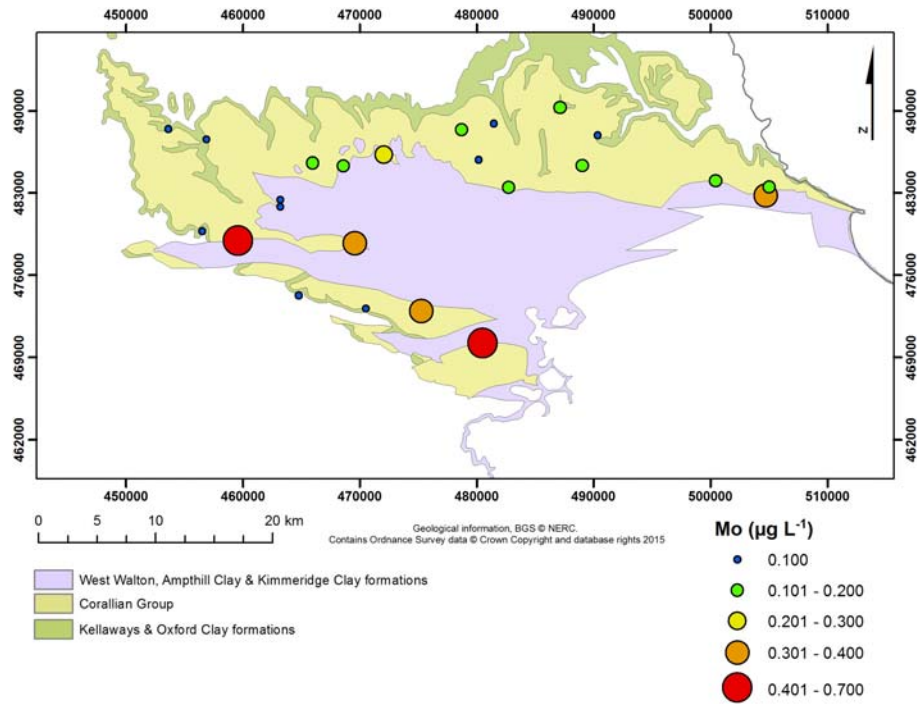 450000 460000 470000 480000 490000 500000 510000
490000 490000
483000 483000
476000 476000
469000 469000
462000 462000
N
450000 460000 470000 480000 490000 500000 510000
0 5 10 20 km
Geological information, BGS © NERC.
Contains Ordnance Survey data © Crown Copyright and database rights 2015
West Walton, Ampthill Clay & Kimmeridge Clay formations
Corallian Group
Kellaways & Oxford Clay formations
Mo (µg L⁻¹)
0.100
0.101 - 0.200
0.201 - 0.300
0.301 - 0.400
0.401 - 0.700